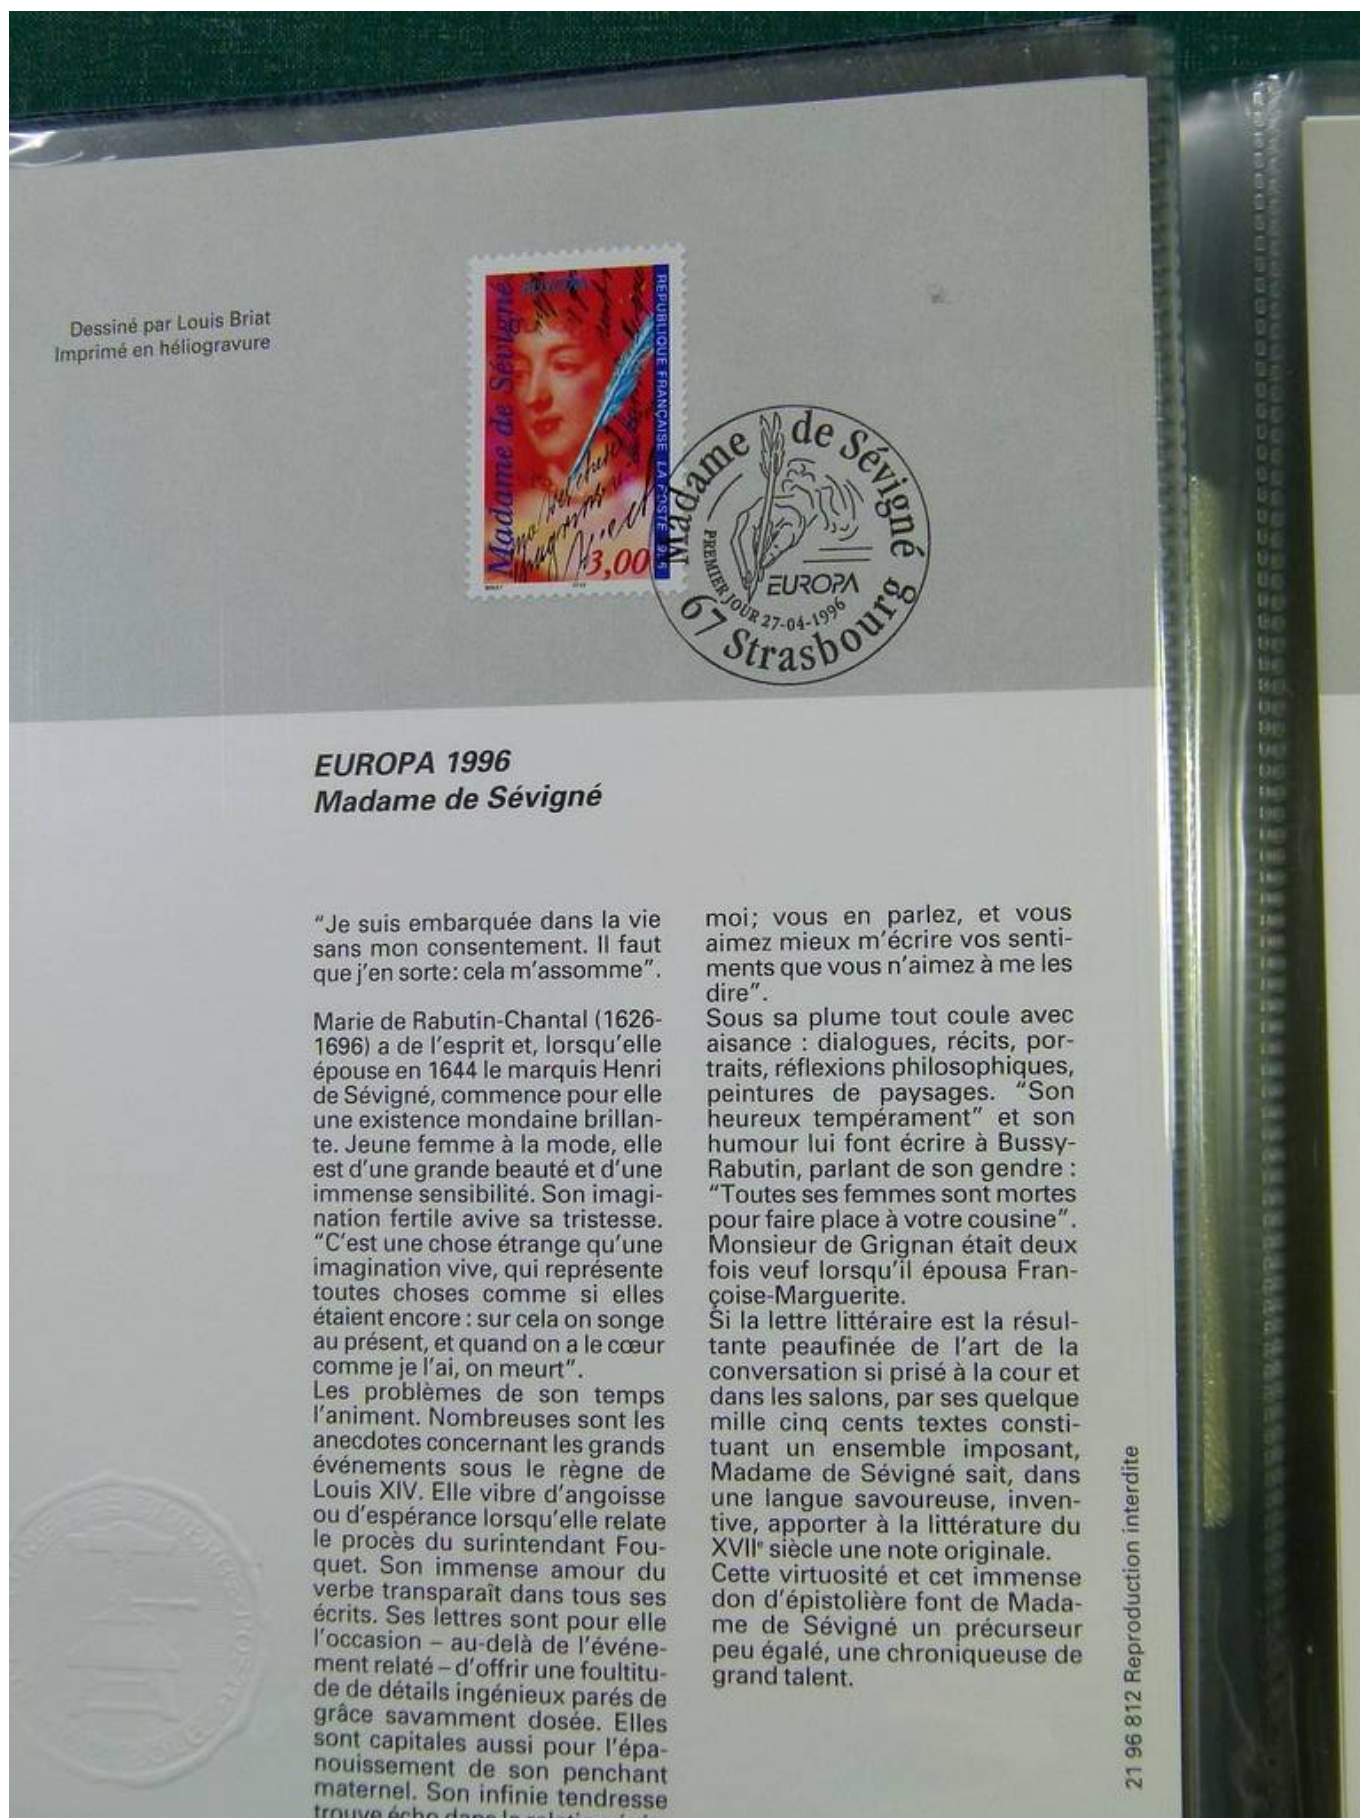 Dessiné par Louis Briat
Imprimé en héliogravure
Madame de Sévigné
EUROPA
REPUBLIQUE FRANÇAISE LA POSTE
3,00
Madame de Sévigné
PREMIER JOUR 27-04-1996
EUROPA
67 Strasbourg
EUROPA 1996
Madame de Sévigné
“Je suis embarquée dans la vie
sans mon consentement. Il faut
que j’en sorte: cela m’assomme”.
Marie de Rabutin-Chantal (1626-
1696) a de l’esprit et, lorsqu’elle
épouse en 1644 le marquis Henri
de Sévigné, commence pour elle
une existence mondaine brillan-
te. Jeune femme à la mode, elle
est d’une grande beauté et d’une
immense sensibilité. Son imagi-
nation fertile avive sa tristesse.
“C’est une chose étrange qu’une
imagination vive, qui représente
toutes choses comme si elles
étaient encore : sur cela on songe
au présent, et quand on a le cœur
comme je l’ai, on meurt”.
Les problèmes de son temps
l’animent. Nombreuses sont les
anecdotes concernant les grands
événements sous le règne de
Louis XIV. Elle vibre d’angoisse
ou d’espérance lorsqu’elle relate
le procès du surintendant Fou-
quet. Son immense amour du
verbe transparaît dans tous ses
écrits. Ses lettres sont pour elle
l’occasion – au-delà de l’événe-
ment relaté – d’offrir une foultitu-
de de détails ingénieux parés de
grâce savamment dosée. Elles
sont capitales aussi pour l’épa-
nouissement de son penchant
maternel. Son infinie tendresse
trouve écho dans la
moi; vous en parlez, et vous
aimez mieux m’écrire vos senti-
ments que vous n’aimez à me les
dire”.
Sous sa plume tout coule avec
aisance : dialogues, récits, por-
traits, réflexions philosophiques,
peintures de paysages. “Son
heureux tempérament” et son
humour lui font écrire à Bussy-
Rabutin, parlant de son gendre :
“Toutes ses femmes sont mortes
pour faire place à votre cousine”.
Monsieur de Grignan était deux
fois veuf lorsqu’il épousa Fran-
çoise-Marguerite.
Si la lettre littéraire est la résul-
tante peaufinée de l’art de la
conversation si prisé à la cour et
dans les salons, par ses quelque
mille cinq cents textes consti-
tuant un ensemble imposant,
Madame de Sévigné sait, dans
une langue savoureuse, inven-
tive, apporter à la littérature du
XVIIe siècle une note originale.
Cette virtuosité et cet immense
don d’épistolière font de Mada-
me de Sévigné un précurseur
peu égalé, une chroniqueuse de
grand talent.
21 96 812 Reproduction interdite